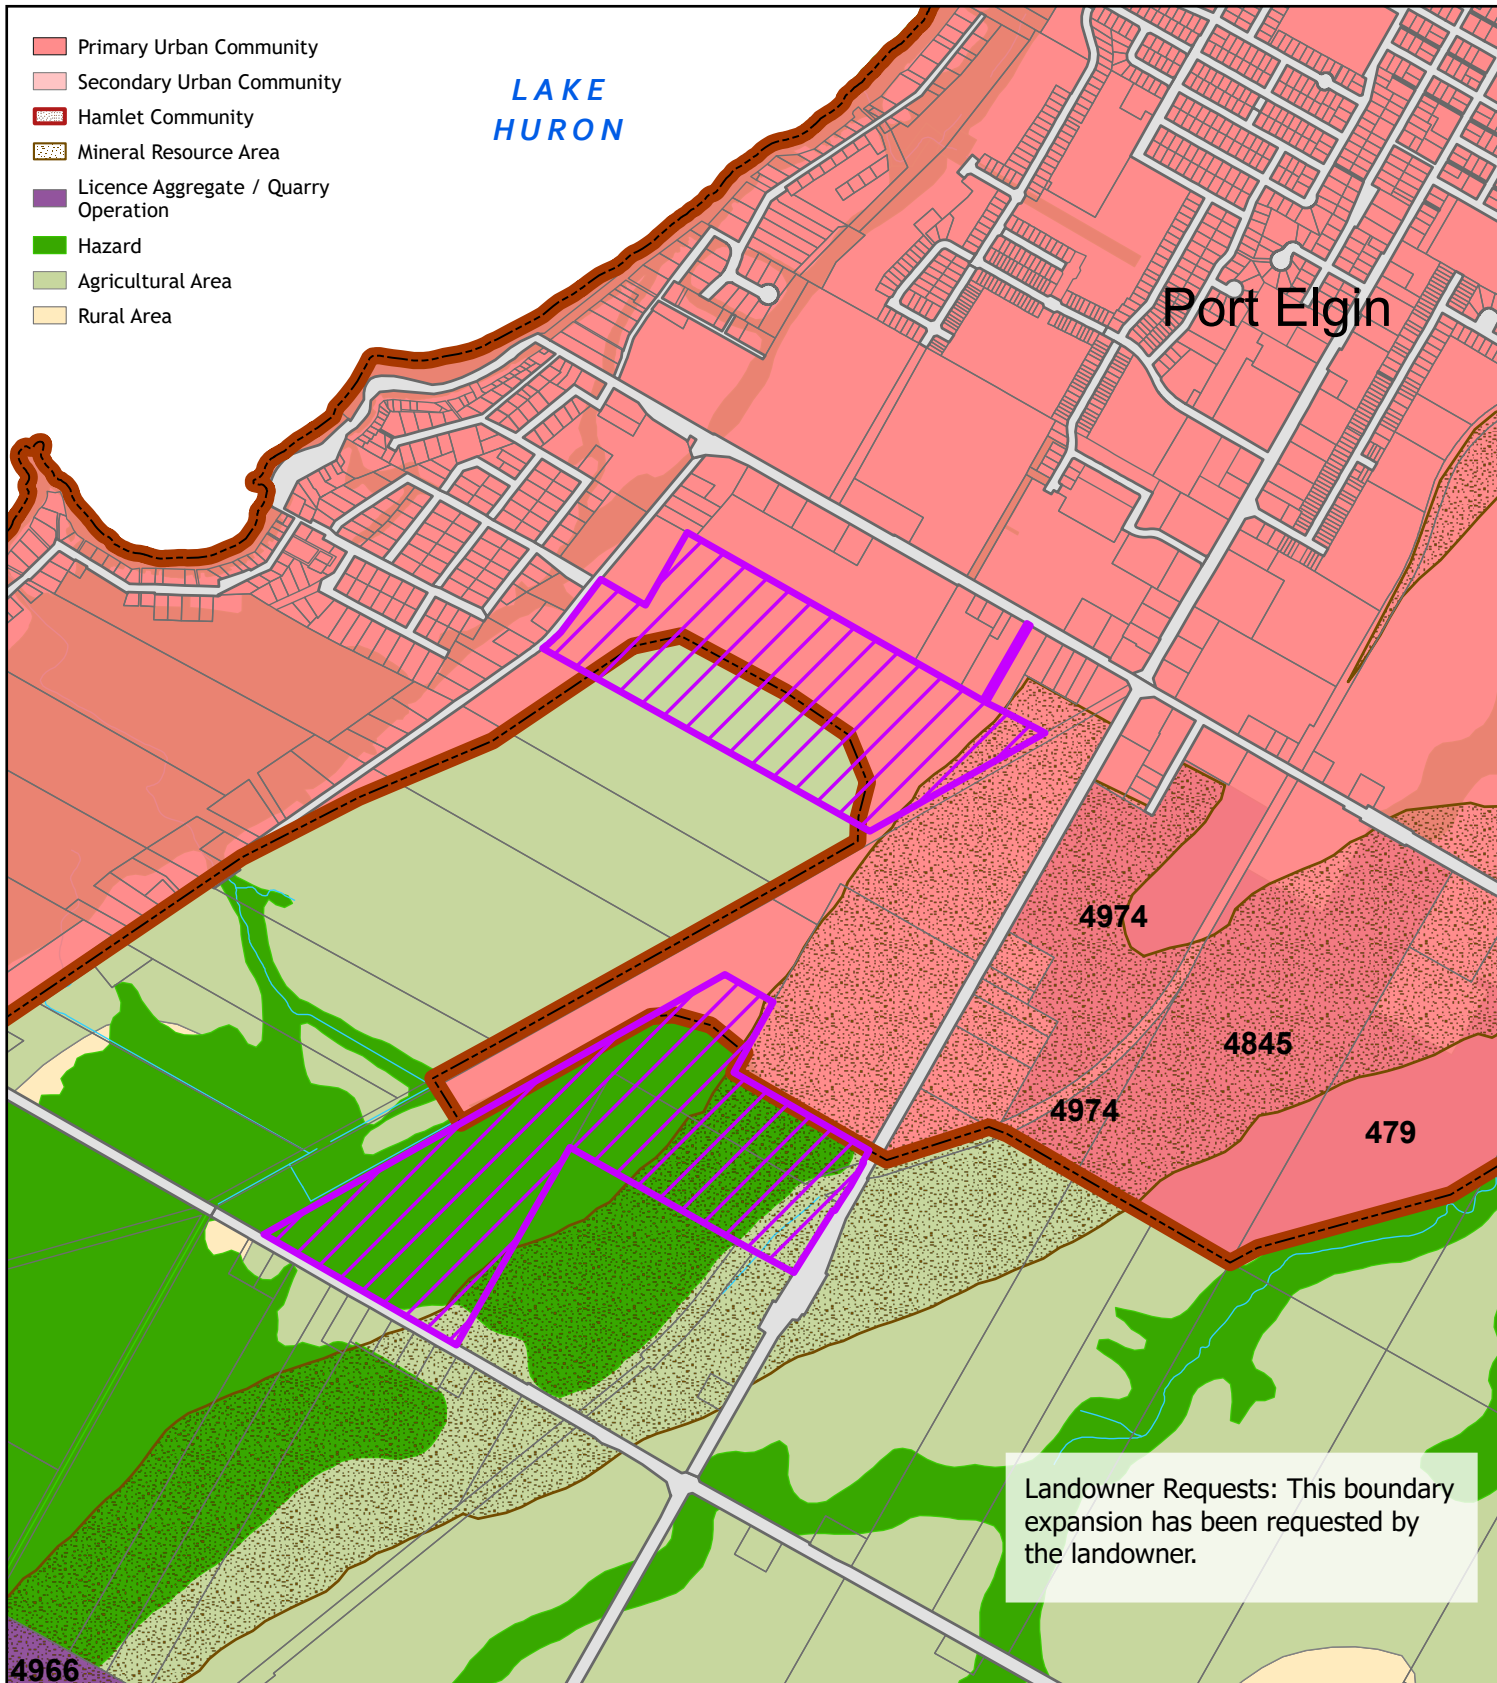 Primary Urban Community
Secondary Urban Community
Hamlet Community
Mineral Resource Area
Licence Aggregate / Quarry
Operation
Hazard
Agricultural Area
Rural Area
LAKE
HURON
Port Elgin
4974
4845
4974
479
4966
Landowner Requests: This boundary
expansion has been requested by
the landowner.